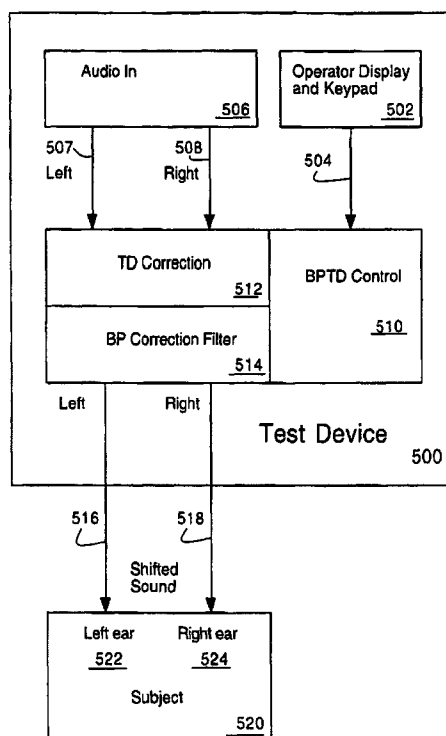 Audio In
506
Operator Display
and Keypad
502
507
Left
508
Right
504
TD Correction
512
BPTD Control
510
BP Correction Filter
514
Left
Right
Test Device
500
516
518
Shifted
Sound
Left ear
Right ear
522
524
Subject
520